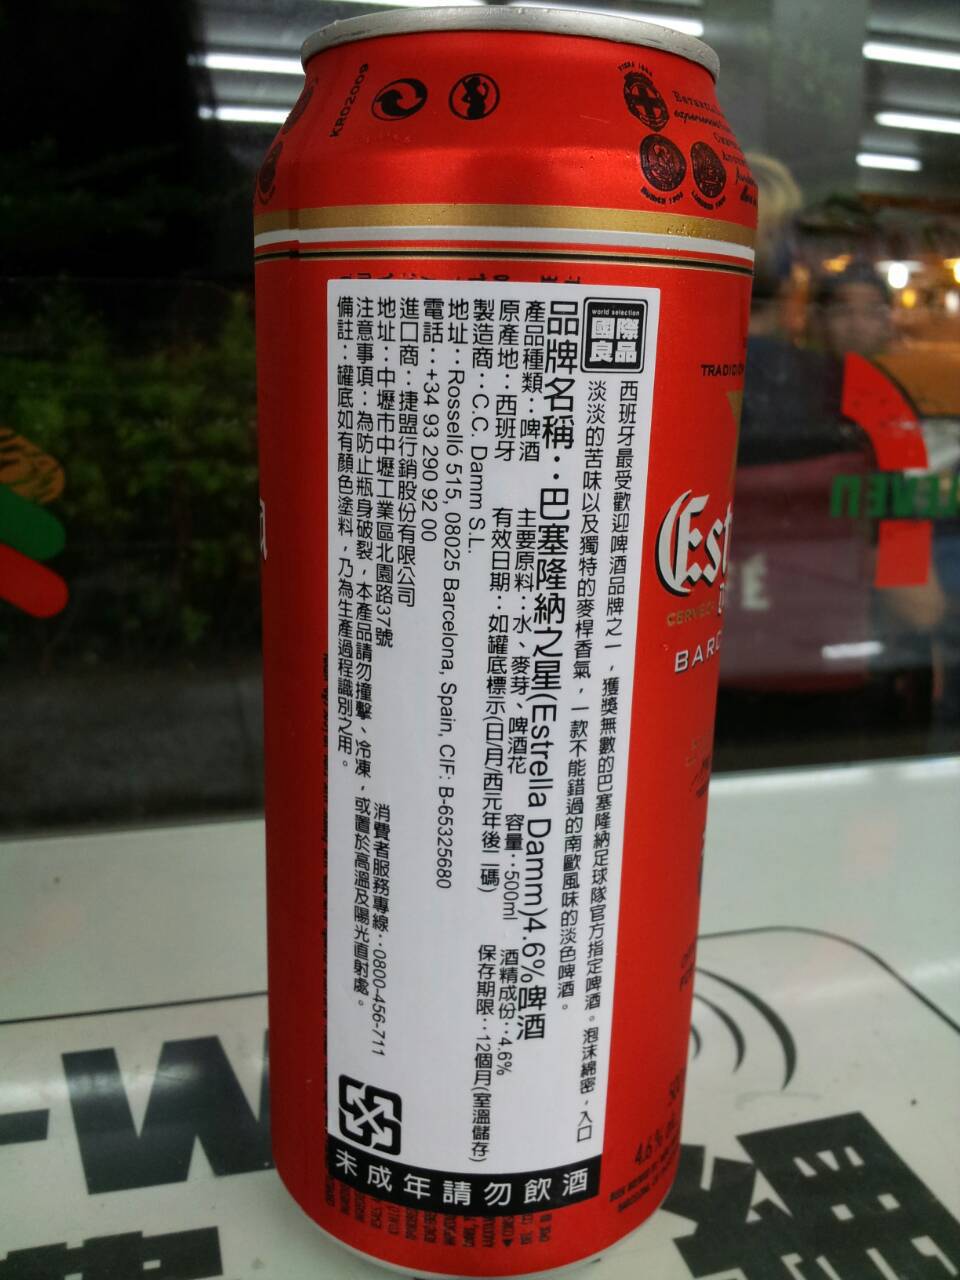 KR02009
world selection
國際
良品
西班牙最受歡迎啤酒品牌之一，獲獎無數的巴塞隆納足球隊官方指定啤酒。泡沫綿密，入口
淡淡的苦味以及獨特的麥桿香氣，一款不能錯過的南歐風味的淡色啤酒。
品牌名稱：巴塞隆納之星(Estrella Damm)4.6%啤酒
產品種類：啤酒 主要原料：水、麥芽、啤酒花 容量：500ml 酒精成份：4.6%
原產地：西班牙 有效日期：如罐底標示(日/月/西元年後二碼) 保存期限：12個月(室溫儲存)
製造商：C.C. Damm S.L.
地址：Rosselló 515, 08025 Barcelona, Spain, CIF: B-65325680
電話：+34 93 290 92 00
進口商：捷盟行銷股份有限公司
地址：中壢市中壢工業區北園路37號 消費者服務專線：0800-456-711
注意事項：為防止瓶身破裂，本產品請勿撞擊、冷凍，或置於高溫及陽光直射處。
備註：罐底如有顏色塗料，乃為生產過程識別之用。
未成年請勿飲酒
TRADICIÓ
Est
BARC
4.6%